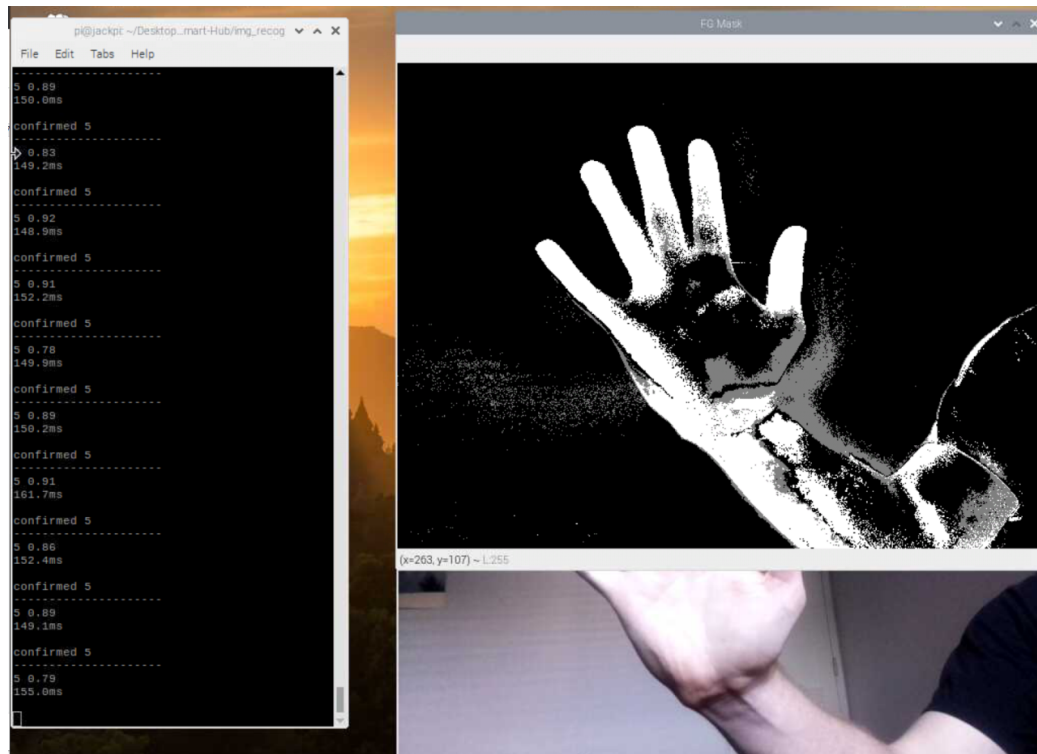 pi@jackpi: ~/Desktop...mart-Hub/img_recog
File Edit Tabs Help
---------------------
5 0.89
150.0ms
confirmed 5
---------------------
0.83
149.2ms
confirmed 5
---------------------
5 0.92
148.9ms
confirmed 5
---------------------
5 0.91
152.2ms
confirmed 5
---------------------
5 0.78
149.9ms
confirmed 5
---------------------
5 0.89
150.2ms
confirmed 5
---------------------
5 0.91
161.7ms
confirmed 5
---------------------
5 0.86
152.4ms
confirmed 5
---------------------
5 0.89
149.1ms
confirmed 5
---------------------
5 0.79
155.0ms
FG Mask
(x=263, y=107) ~ L:255